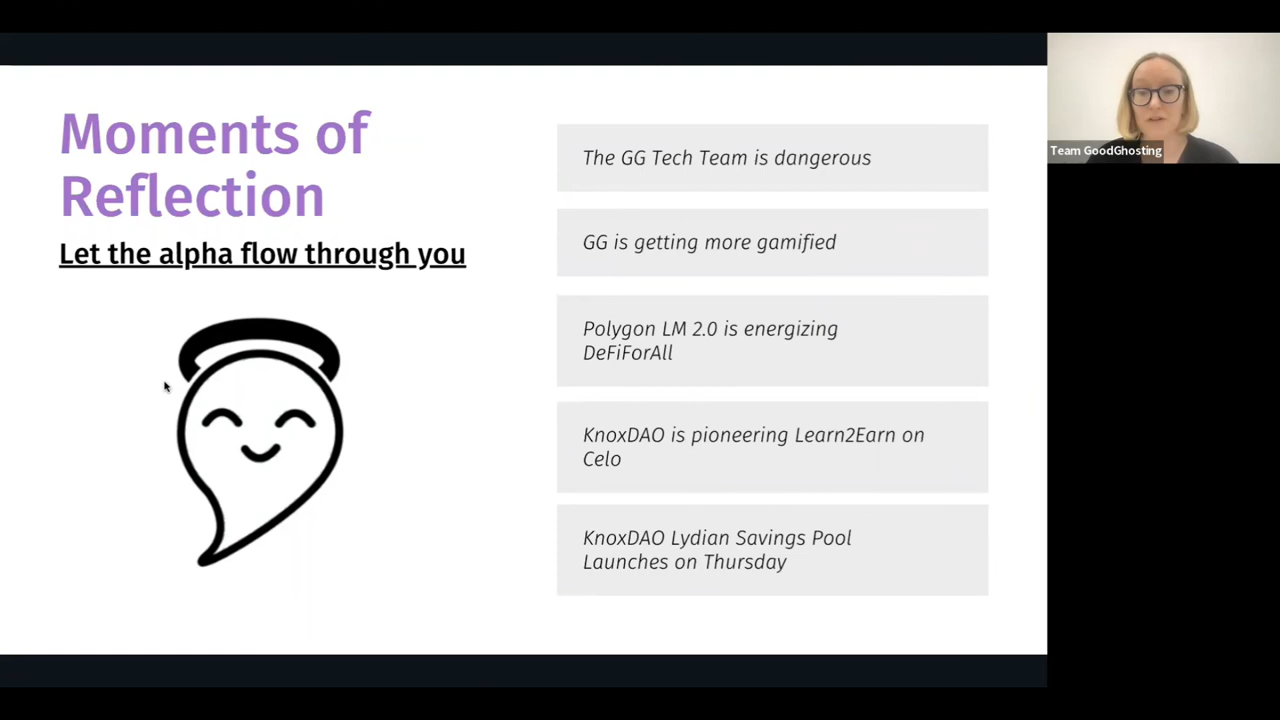 Moments of
Reflection
Let the alpha flow through you
The GG Tech Team is dangerous
GG is getting more gamified
Polygon LM 2.0 is energizing
DeFiForAll
KnoxDAO is pioneering Learn2Earn on
Celo
KnoxDAO Lydian Savings Pool
Launches on Thursday
Team GoodGhosting